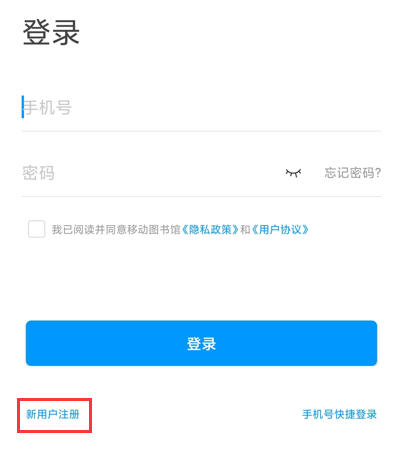 登录
手机号
密码 忘记密码?
我已阅读并同意移动图书馆《隐私政策》和《用户协议》
登录
新用户注册 手机号快捷登录